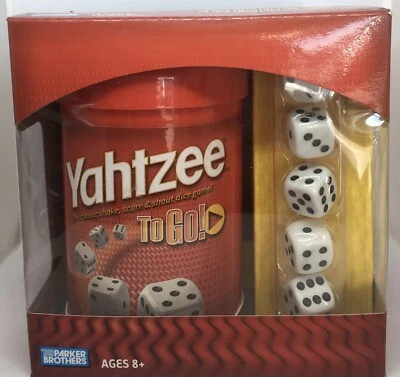 Yahtzee
The classic shake, score & shout dice game!
To Go!
PARKER
BROTHERS
AGES 8+